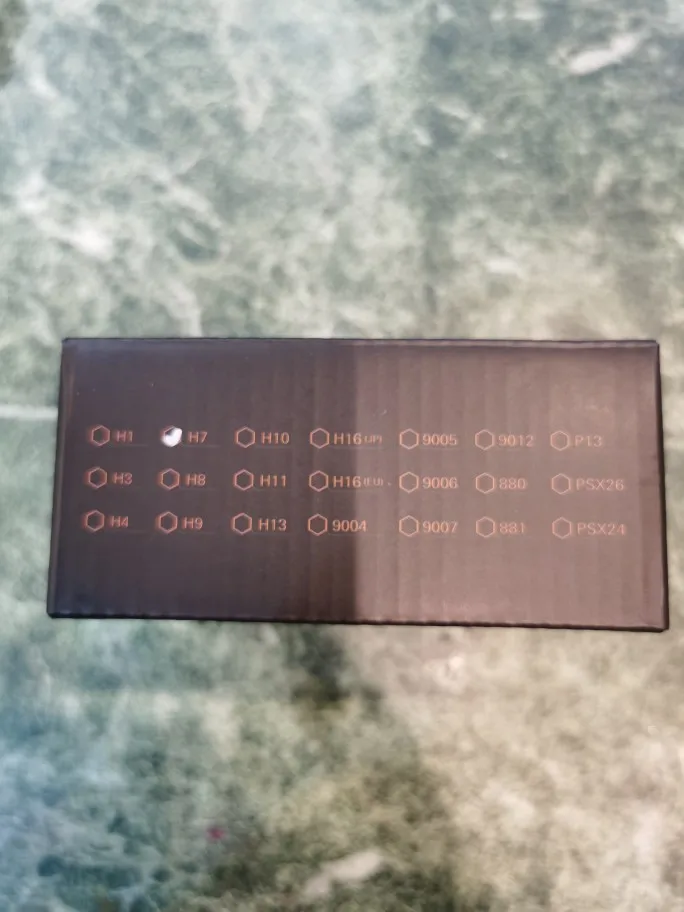 H1 H7 H10 H16(JP) 9005 9012 P13
H3 H8 H11 H16(EU) 9006 880 PSX26
H4 H9 H13 9004 9007 881 PSX24